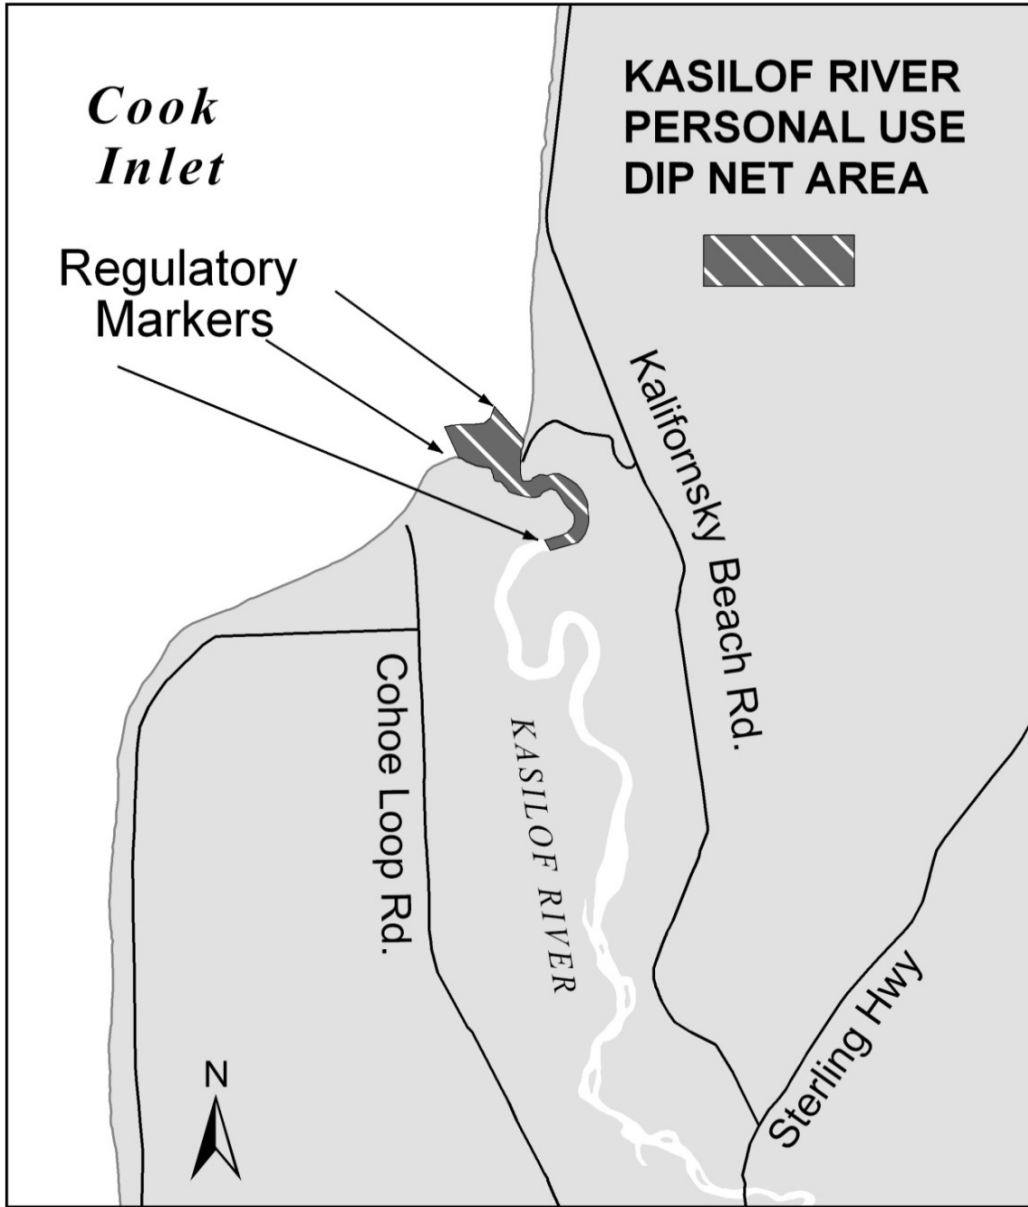 Cook
Inlet
KASILOF RIVER
PERSONAL USE
DIP NET AREA
Regulatory
Markers
Kalifornsky Beach Rd.
Cohoe Loop Rd.
KASILOF RIVER
Sterling Hwy
N